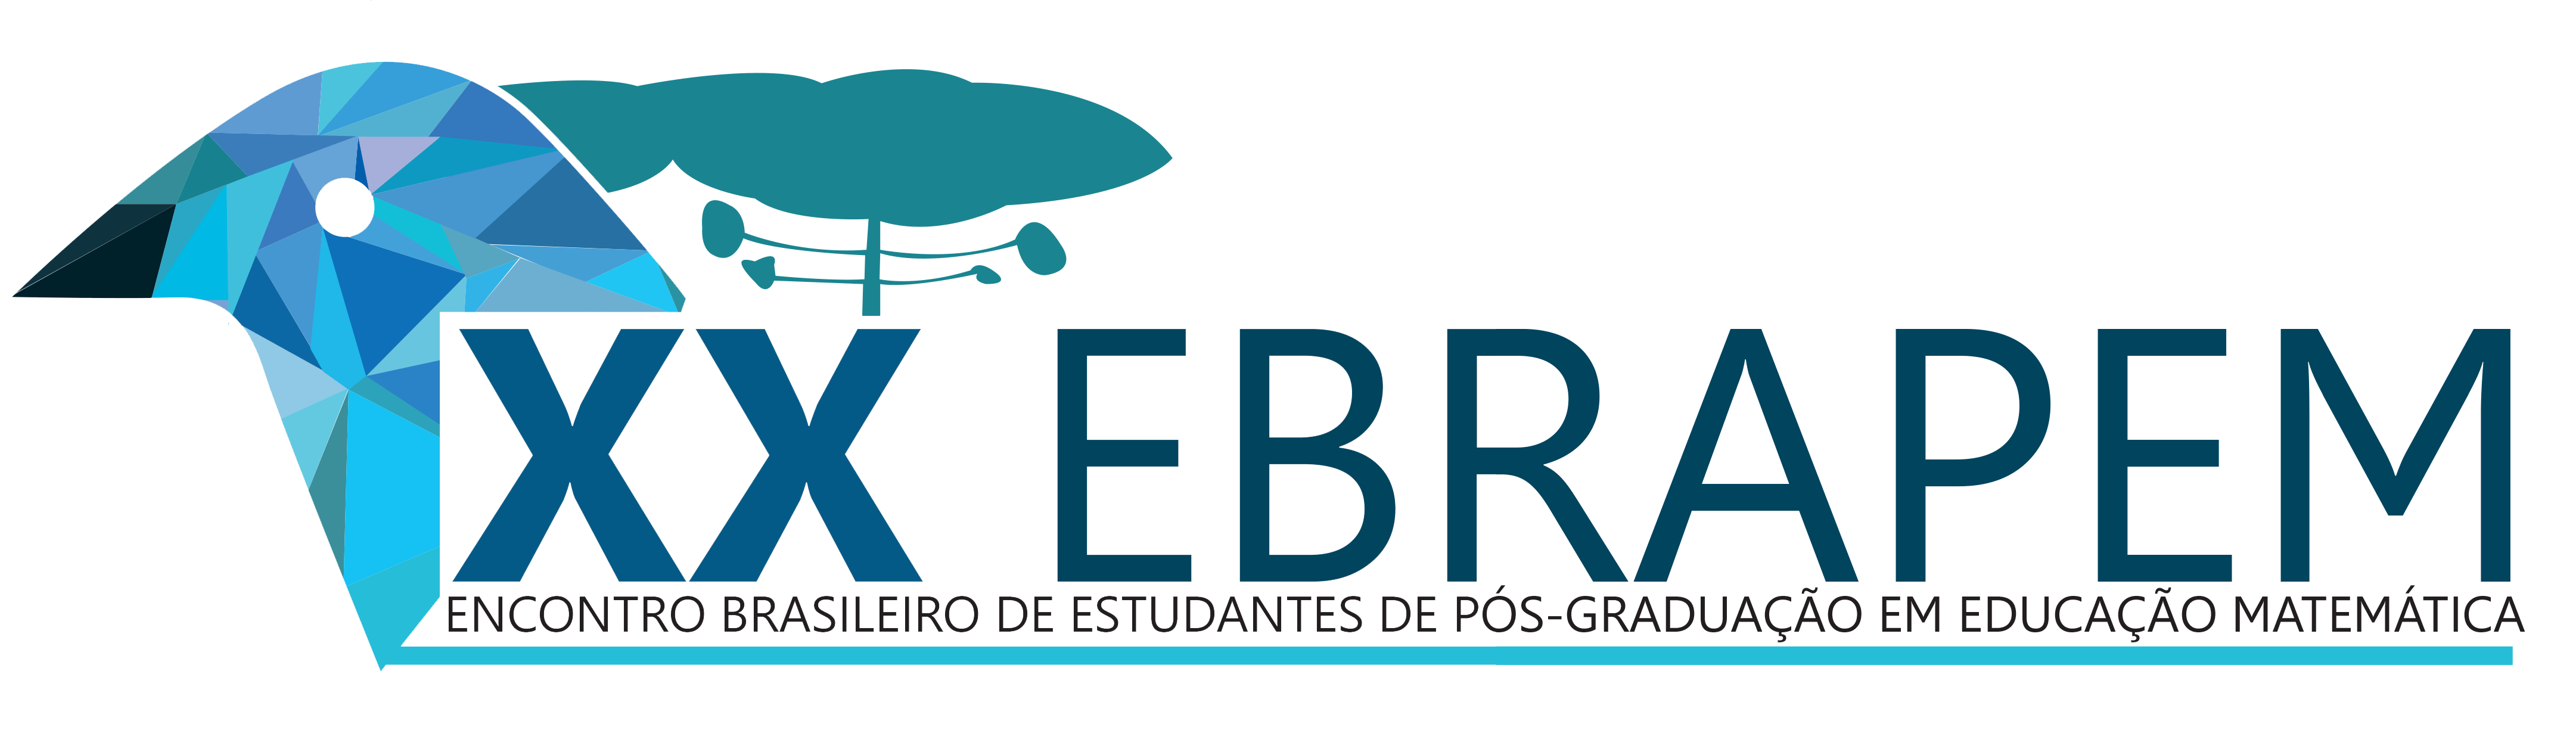 XX EBRAPEM
ENCONTRO BRASILEIRO DE ESTUDANTES DE PÓS-GRADUAÇÃO EM EDUCAÇÃO MATEMÁTICA